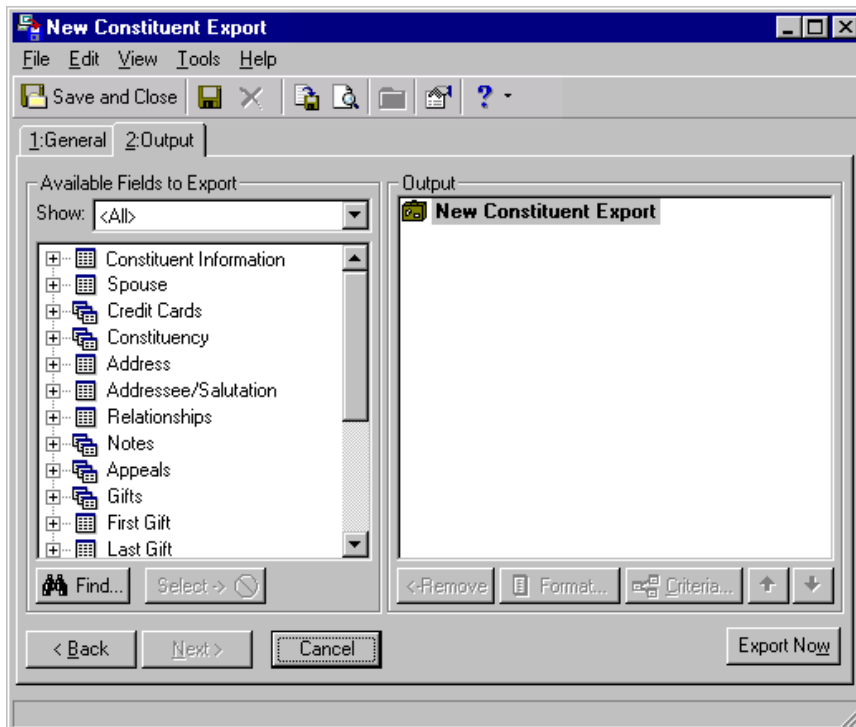 New Constituent Export
File Edit View Tools Help
Save and Close ?
1:General 2:Output
Available Fields to Export
Show: <All>
Constituent Information
Spouse
Credit Cards
Constituency
Address
Addressee/Salutation
Relationships
Notes
Appeals
Gifts
First Gift
Last Gift
Find... Select ->
Output
New Constituent Export
<-Remove Format... Criteria...
< Back Next > Cancel Export Now